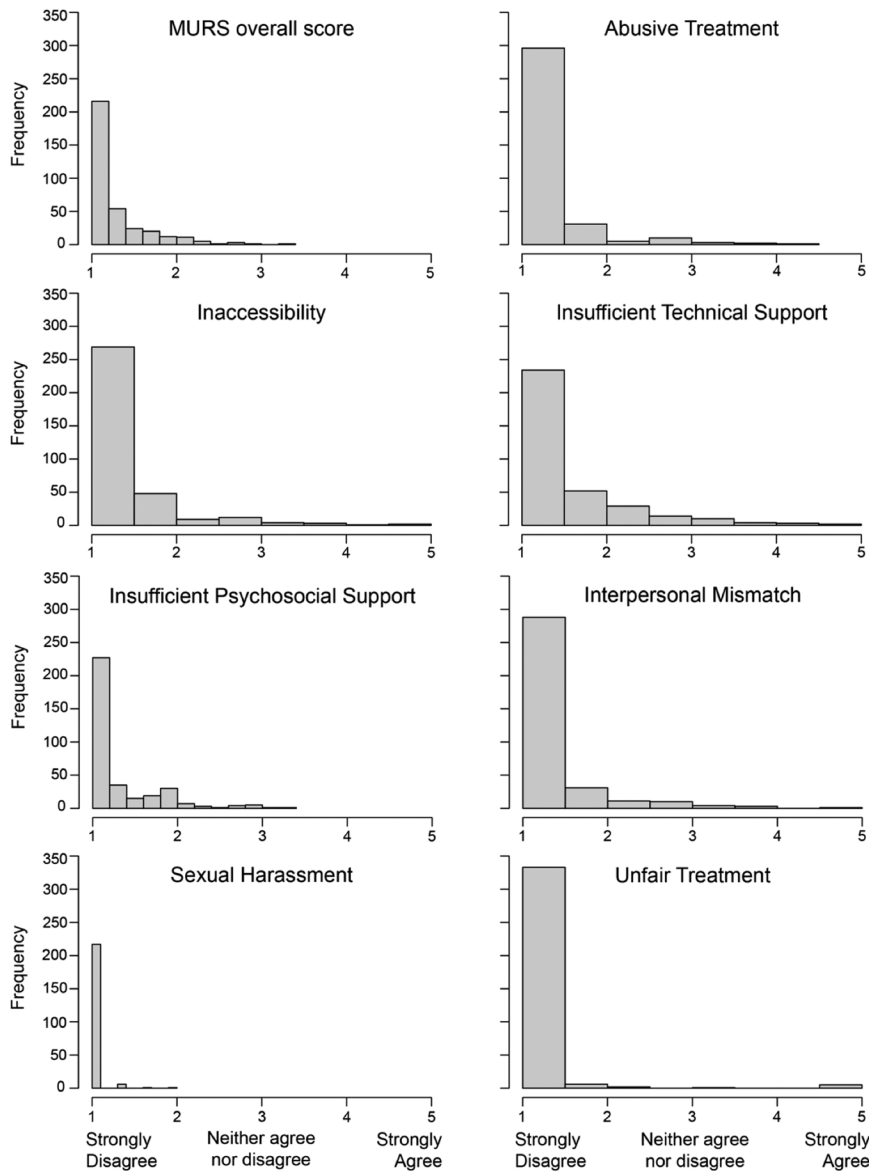 MURS overall score
Frequency
350
300
250
200
150
100
50
0
1 2 3 4 5
Abusive Treatment
1 2 3 4 5
Inaccessibility
Frequency
350
300
250
200
150
100
50
0
1 2 3 4 5
Insufficient Technical Support
1 2 3 4 5
Insufficient Psychosocial Support
Frequency
350
300
250
200
150
100
50
0
1 2 3 4 5
Interpersonal Mismatch
1 2 3 4 5
Sexual Harassment
Frequency
350
300
250
200
150
100
50
0
1 2 3 4 5
Strongly Neither agree Strongly
Disagree nor disagree Agree
Unfair Treatment
1 2 3 4 5
Strongly Neither agree Strongly
Disagree nor disagree Agree